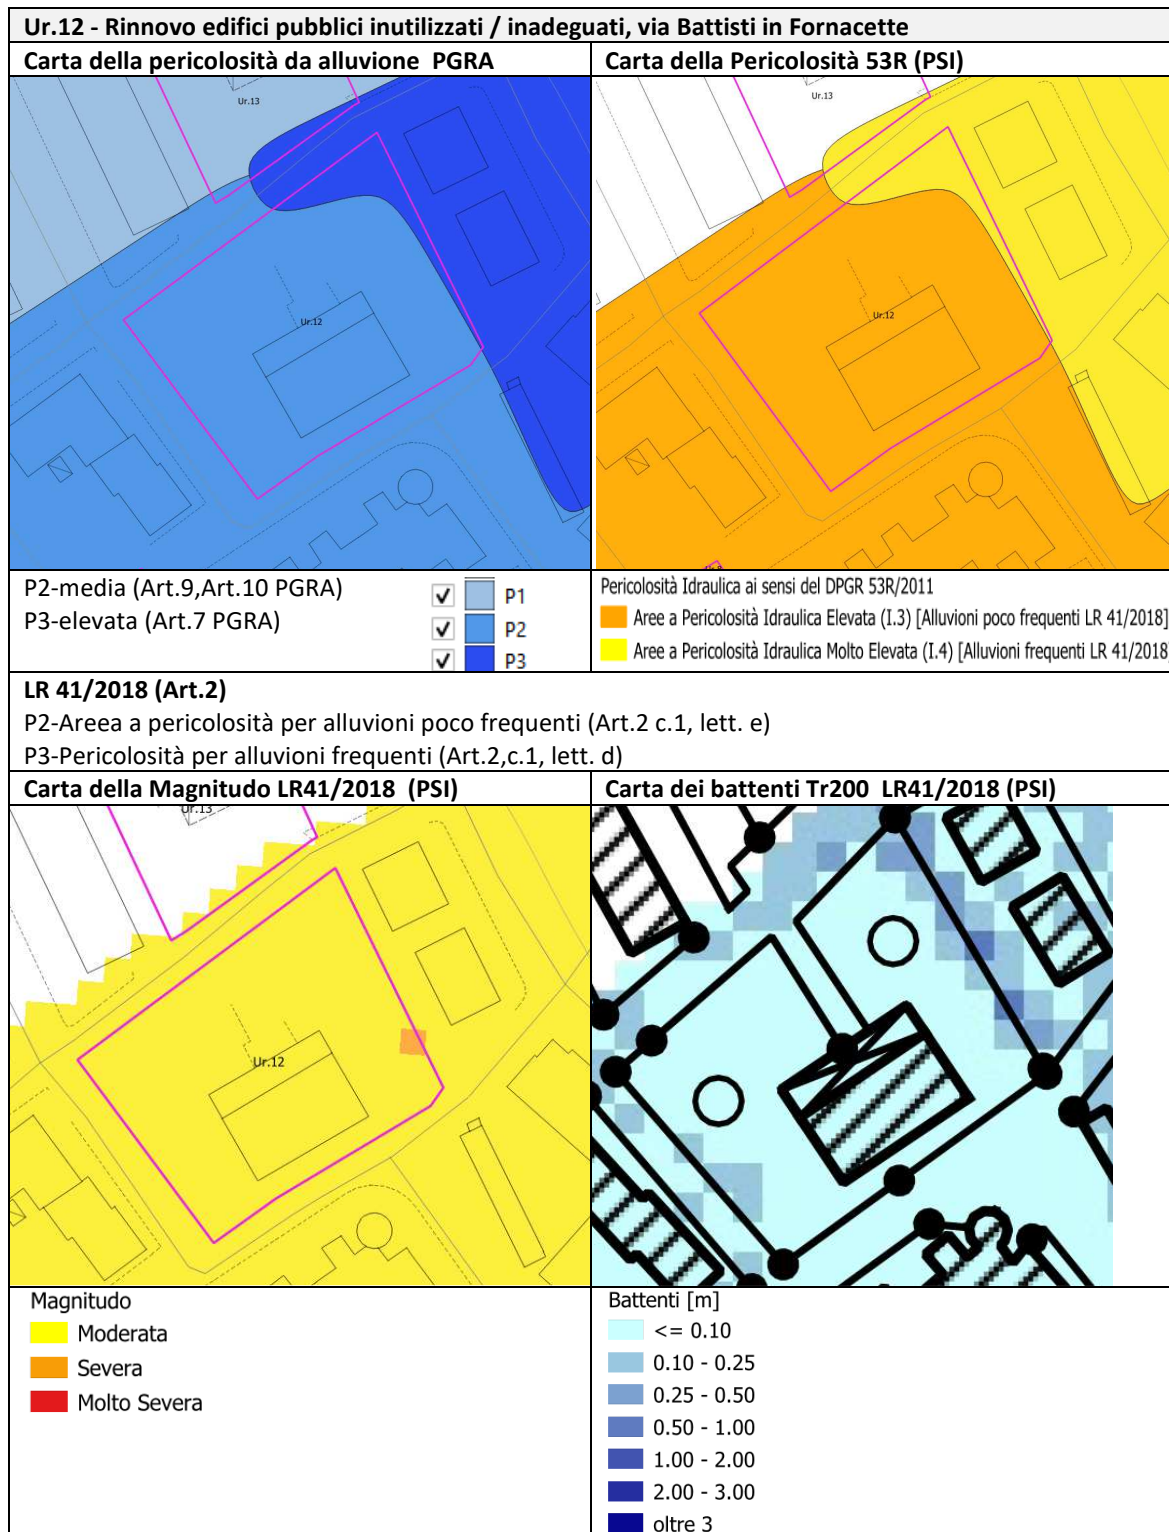 Ur.12 - Rinnovo edifici pubblici inutilizzati / inadeguati, via Battisti in Fornacette
Carta della pericolosità da alluvione PGRA
Carta della Pericolosità 53R (PSI)
Ur.13
Ur.12
Ur.13
Ur.12
P2-media (Art.9,Art.10 PGRA)
P3-elevata (Art.7 PGRA)
P1
P2
P3
Pericolosità Idraulica ai sensi del DPGR 53R/2011
Aree a Pericolosità Idraulica Elevata (I.3) [Alluvioni poco frequenti LR 41/2018]
Aree a Pericolosità Idraulica Molto Elevata (I.4) [Alluvioni frequenti LR 41/2018]
LR 41/2018 (Art.2)
P2-Areea a pericolosità per alluvioni poco frequenti (Art.2 c.1, lett. e)
P3-Pericolosità per alluvioni frequenti (Art.2,c.1, lett. d)
Carta della Magnitudo LR41/2018 (PSI)
Carta dei battenti Tr200 LR41/2018 (PSI)
Ur.13
Ur.12
Magnitudo
Moderata
Severa
Molto Severa
Battenti [m]
<= 0.10
0.10 - 0.25
0.25 - 0.50
0.50 - 1.00
1.00 - 2.00
2.00 - 3.00
oltre 3